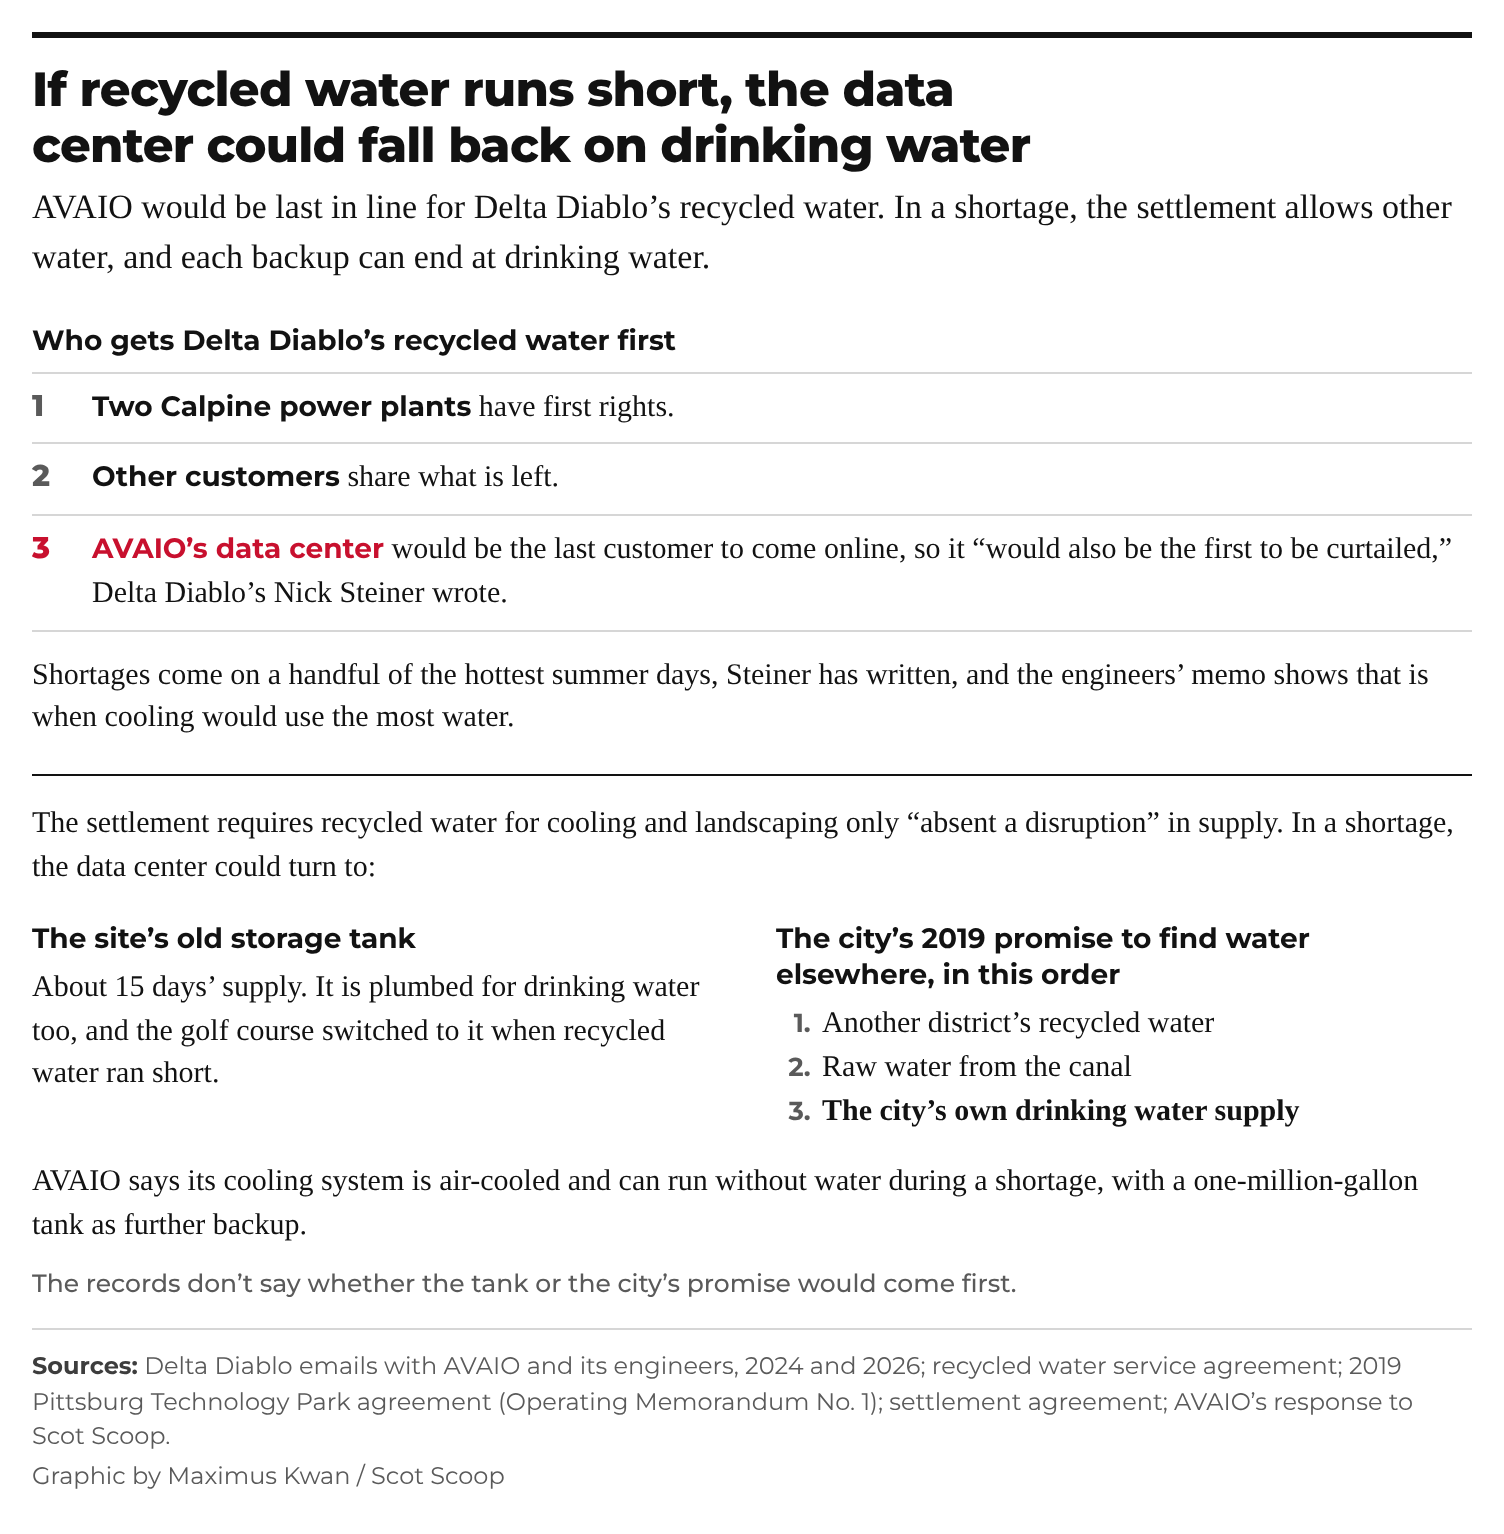 If recycled water runs short, the data
center could fall back on drinking water
AVAIO would be last in line for Delta Diablo’s recycled water. In a shortage, the settlement allows other
water, and each backup can end at drinking water.
Who gets Delta Diablo’s recycled water first
1 Two Calpine power plants have first rights.
2 Other customers share what is left.
3 AVAIO’s data center would be the last customer to come online, so it “would also be the first to be curtailed,”
Delta Diablo’s Nick Steiner wrote.
Shortages come on a handful of the hottest summer days, Steiner has written, and the engineers’ memo shows that is
when cooling would use the most water.
The settlement requires recycled water for cooling and landscaping only “absent a disruption” in supply. In a shortage,
the data center could turn to:
The site’s old storage tank
About 15 days’ supply. It is plumbed for drinking water
too, and the golf course switched to it when recycled
water ran short.
The city’s 2019 promise to find water
elsewhere, in this order
1. Another district’s recycled water
2. Raw water from the canal
3. The city’s own drinking water supply
AVAIO says its cooling system is air-cooled and can run without water during a shortage, with a one-million-gallon
tank as further backup.
The records don’t say whether the tank or the city’s promise would come first.
Sources: Delta Diablo emails with AVAIO and its engineers, 2024 and 2026; recycled water service agreement; 2019
Pittsburg Technology Park agreement (Operating Memorandum No. 1); settlement agreement; AVAIO’s response to
Scot Scoop.
Graphic by Maximus Kwan / Scot Scoop